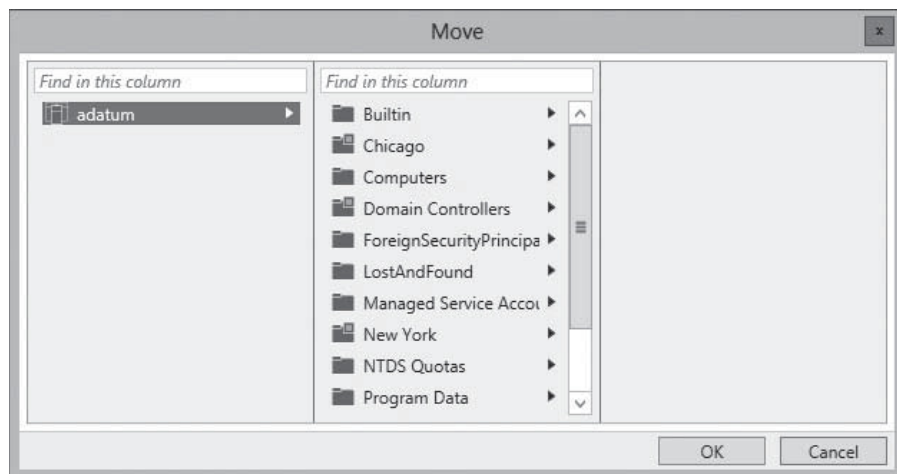 Move
x
Find in this column
adatum
Find in this column
Builtin
Chicago
Computers
Domain Controllers
ForeignSecurityPrincipa
LostAndFound
Managed Service Accou
New York
NTDS Quotas
Program Data
OK
Cancel